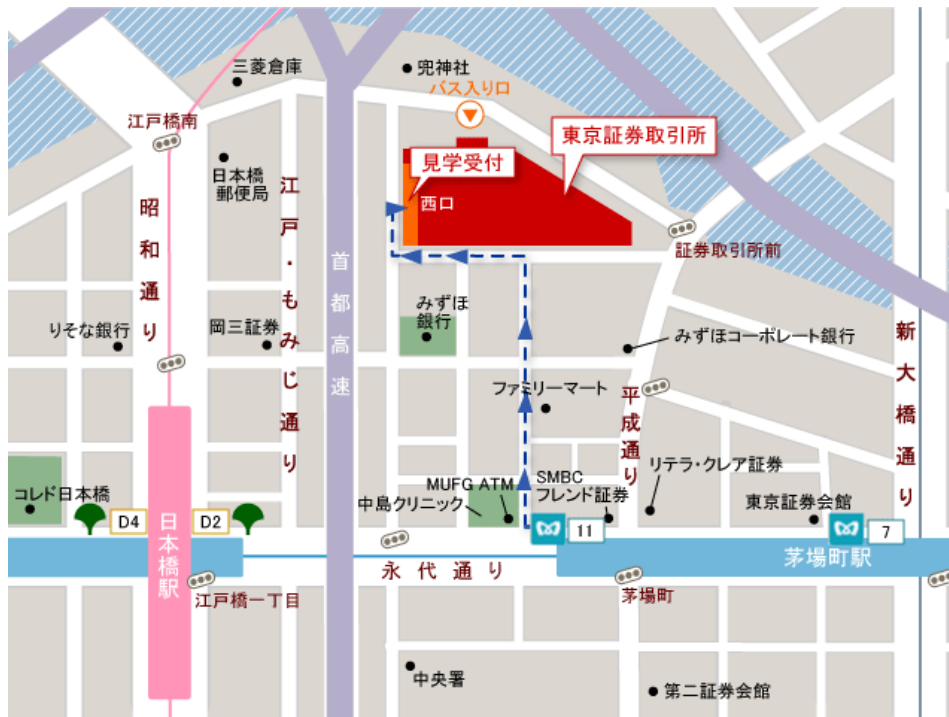 三菱倉庫
兜神社
バス入り口
江戸橋南
東京証券取引所
見学受付
日本橋
郵便局
西口
江戸・もみじ通り
昭和通り
首都高速
証券取引所前
りそな銀行
岡三証券
みずほ
銀行
みずほコーポレート銀行
新大橋通り
ファミリーマート
平成通り
コレド日本橋
MUFG ATM
中島クリニック
SMBC
フレンド証券
リテラ・クレア証券
東京証券会館
D4
D2
日本橋駅
11
7
茅場町駅
永代通り
江戸橋一丁目
茅場町
中央署
第二証券会館